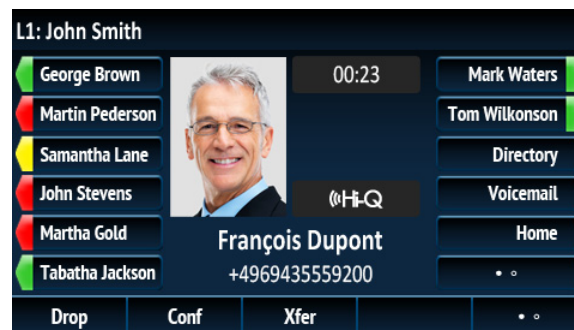 L1: John Smith
George Brown
Martin Pederson
Samantha Lane
John Stevens
Martha Gold
Tabatha Jackson
00:23
Hi-Q
François Dupont
+4969435559200
Mark Waters
Tom Wilkonson
Directory
Voicemail
Home
Drop
Conf
Xfer